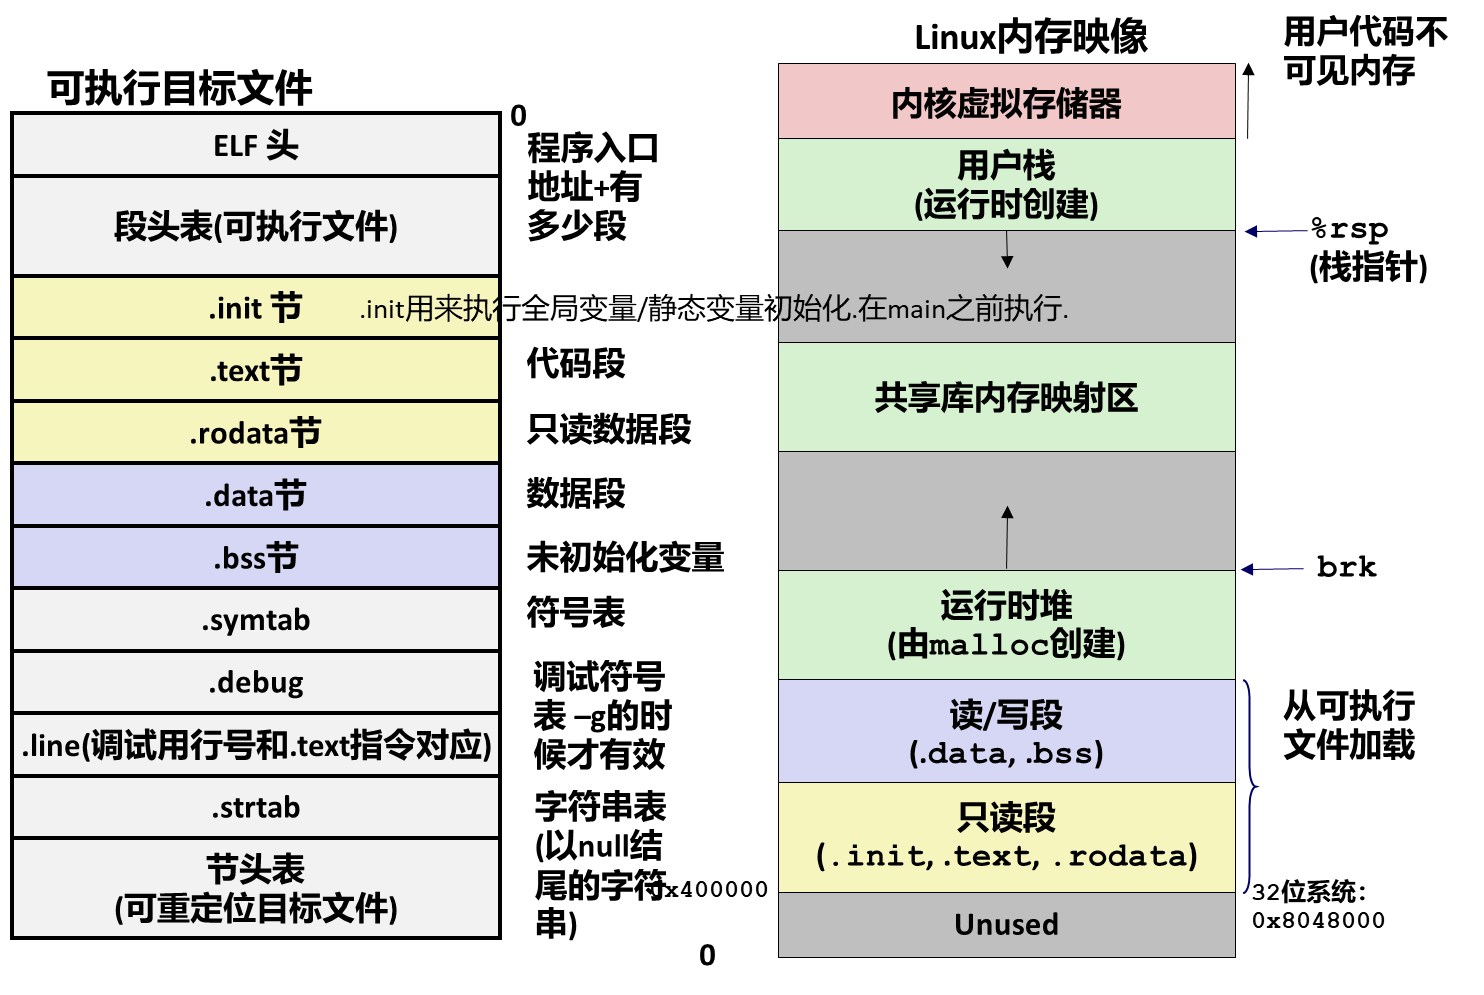 可执行目标文件
0
ELF 头
程序入口
地址+有
多少段
段头表(可执行文件)
.init 节
.init用来执行全局变量/静态变量初始化.在main之前执行.
.text节
代码段
.rodata节
只读数据段
.data节
数据段
.bss节
未初始化变量
.symtab
符号表
.debug
调试符号
表 –g的时
候才有效
.line(调试用行号和.text指令对应)
.strtab
字符串表
(以null结
尾的字符
串)
节头表
(可重定位目标文件)
Linux内存映像
用户代码不
可见内存
内核虚拟存储器
用户栈
(运行时创建)
%rsp
(栈指针)
共享库内存映射区
brk
运行时堆
(由malloc创建)
读/写段
(.data, .bss)
从可执行
文件加载
只读段
(.init, .text, .rodata)
0x400000
32位系统:
0x8048000
Unused
0